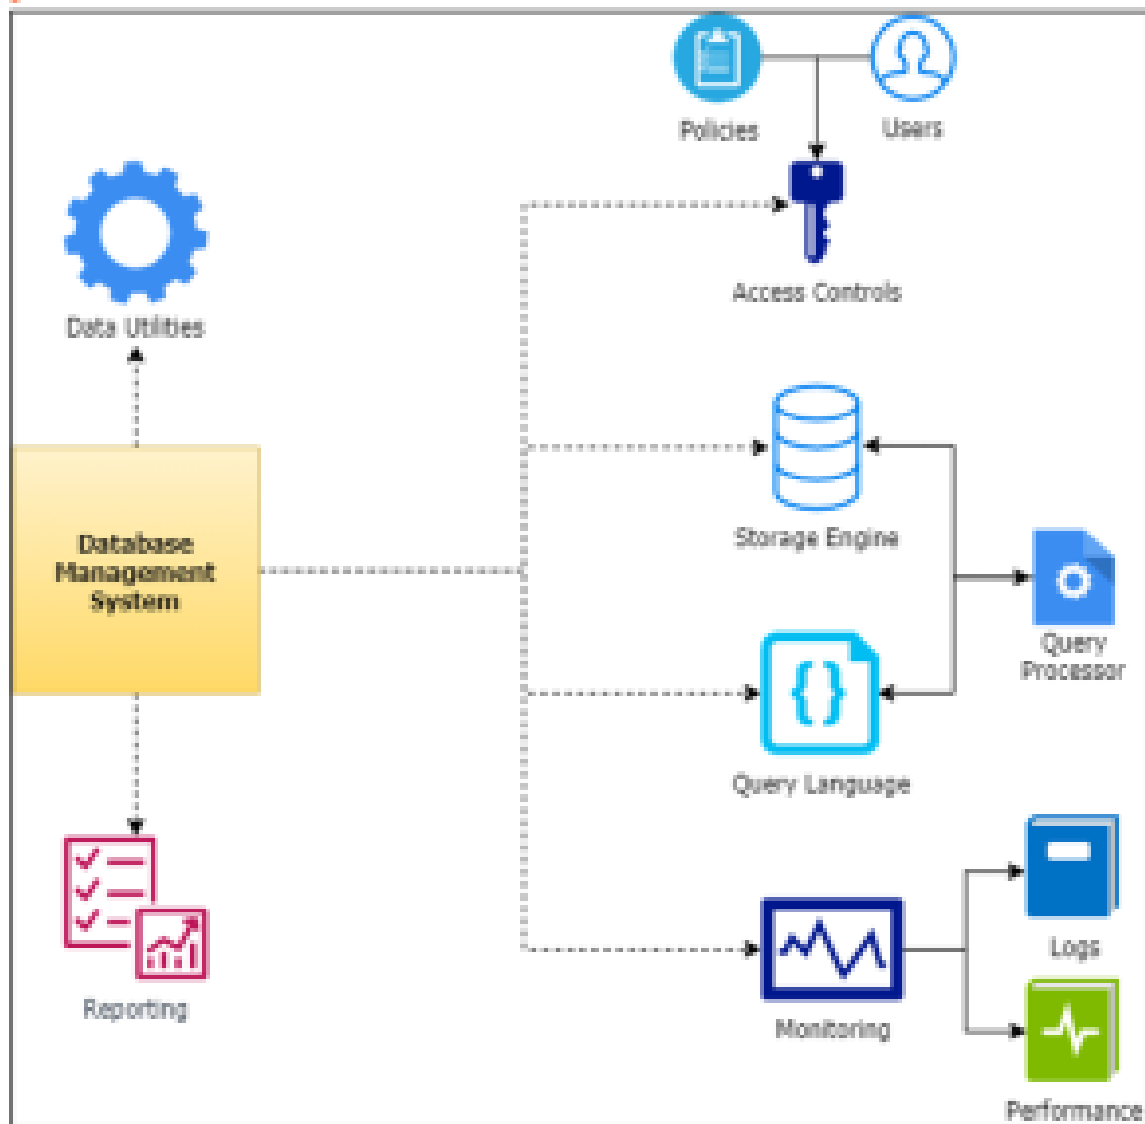 Policies
Users
Access Controls
Data Utilities
Storage Engine
Database
Management
System
Query
Processor
Query Language
Logs
Reporting
Monitoring
Performance